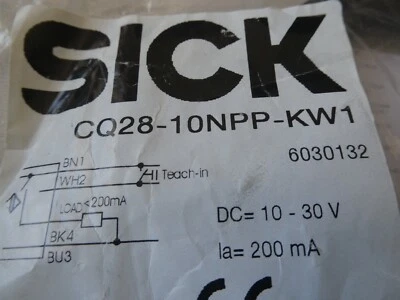 SICK
CQ28-10NPP-KW1
6030132
BN1
WH2
Teach-in
LOAD ≤200mA
BK4
BU3
DC= 10 - 30 V
Ia= 200 mA
CE